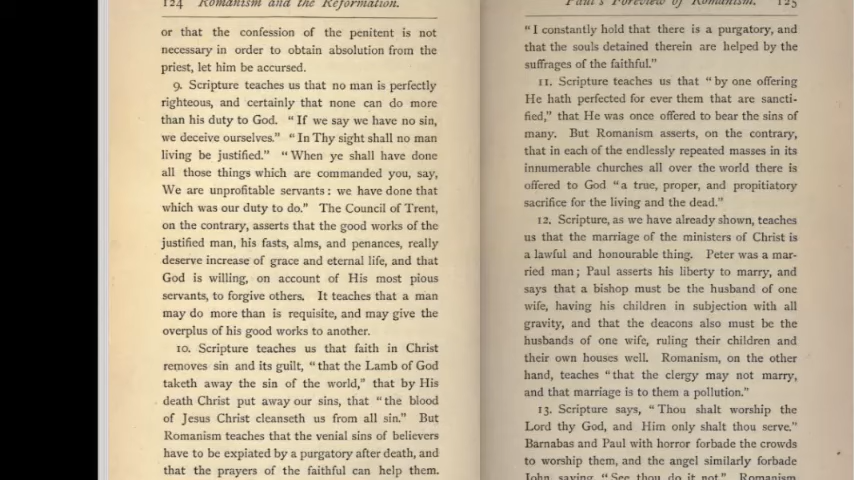 124 Romanism and the Reformation.
or that the confession of the penitent is not
necessary in order to obtain absolution from the
priest, let him be accursed.
9. Scripture teaches us that no man is perfectly
righteous, and certainly that none can do more
than his duty to God. "If we say we have no sin,
we deceive ourselves." "In Thy sight shall no man
living be justified." "When ye shall have done
all those things which are commanded you, say,
We are unprofitable servants: we have done that
which was our duty to do." The Council of Trent,
on the contrary, asserts that the good works of the
justified man, his fasts, alms, and penances, really
deserve increase of grace and eternal life, and that
God is willing, on account of His most pious
servants, to forgive others. It teaches that a man
may do more than is requisite, and may give the
overplus of his good works to another.
10. Scripture teaches us that faith in Christ
removes sin and its guilt, "that the Lamb of God
taketh away the sin of the world," that by His
death Christ put away our sins, that "the blood
of Jesus Christ cleanseth us from all sin." But
Romanism teaches that the venial sins of believers
have to be expiated by a purgatory after death, and
that the prayers of the faithful can help them.
Paul's Foreview of Romanism. 125
"I constantly hold that there is a purgatory, and
that the souls detained therein are helped by the
suffrages of the faithful."
11. Scripture teaches us that "by one offering
He hath perfected for ever them that are sancti-
fied," that He was once offered to bear the sins of
many. But Romanism asserts, on the contrary,
that in each of the endlessly repeated masses in its
innumerable churches all over the world there is
offered to God "a true, proper, and propitiatory
sacrifice for the living and the dead."
12. Scripture, as we have already shown, teaches
us that the marriage of the ministers of Christ is
a lawful and honourable thing. Peter was a mar-
ried man; Paul asserts his liberty to marry, and
says that a bishop must be the husband of one
wife, having his children in subjection with all
gravity, and that the deacons also must be the
husbands of one wife, ruling their children and
their own houses well. Romanism, on the other
hand, teaches "that the clergy may not marry,
and that marriage is to them a pollution."
13. Scripture says, "Thou shalt worship the
Lord thy God, and Him only shalt thou serve."
Barnabas and Paul with horror forbade the crowds
to worship them, and the angel similarly forbade
John, saying, "See thou do it not." Romanism